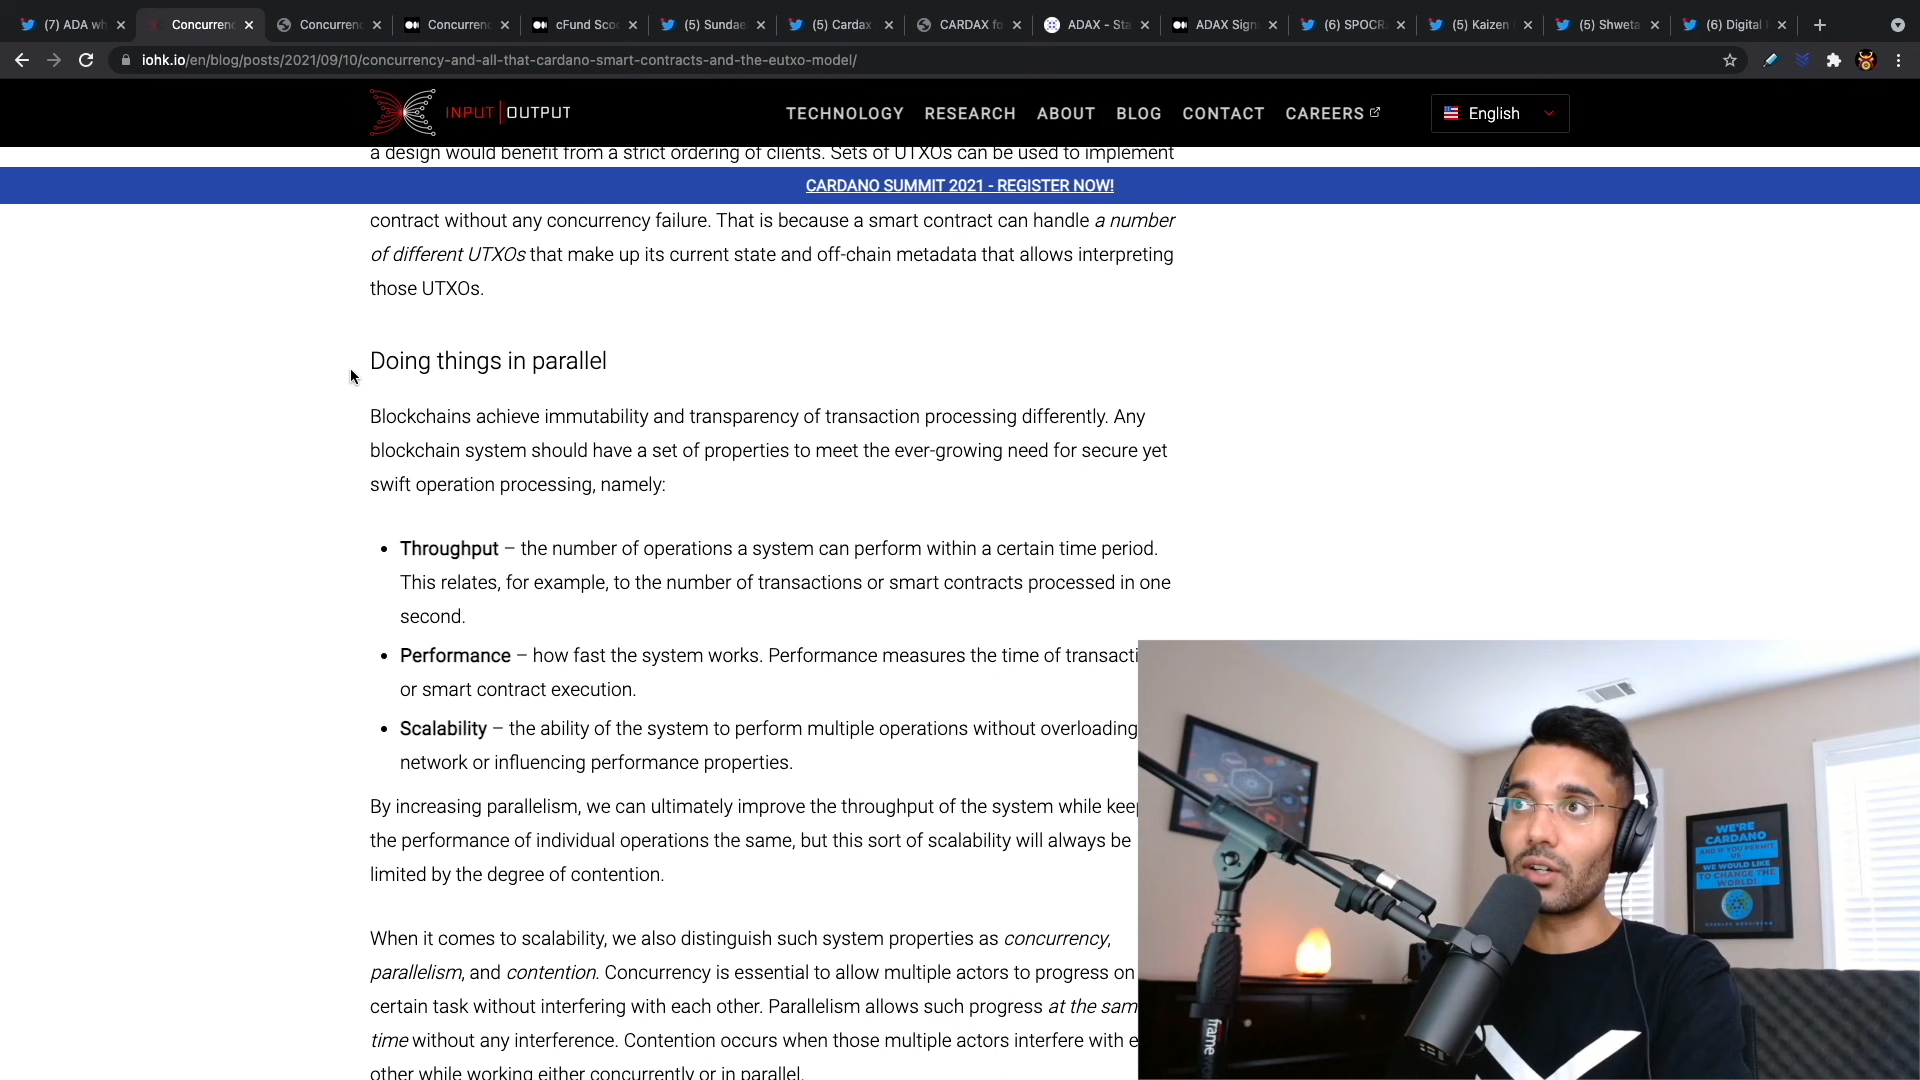 (7) ADA wh
Concurrenc
Concurrenc
Concurrenc
cFund Scoo
(5) Sundae
(5) Cardax
CARDAX fo
ADAX - Sta
ADAX Sign
(6) SPOCR
(5) Kaizen
(5) Shweta
(6) Digital
iohk.io/en/blog/posts/2021/09/10/concurrency-and-all-that-cardano-smart-contracts-and-the-eutxo-model/
INPUT | OUTPUT
TECHNOLOGY RESEARCH ABOUT BLOG CONTACT CAREERS
English
a design would benefit from a strict ordering of clients. Sets of UTXOs can be used to implement
CARDANO SUMMIT 2021 - REGISTER NOW!
contract without any concurrency failure. That is because a smart contract can handle a number
of different UTXOs that make up its current state and off-chain metadata that allows interpreting
those UTXOs.
Doing things in parallel
Blockchains achieve immutability and transparency of transaction processing differently. Any
blockchain system should have a set of properties to meet the ever-growing need for secure yet
swift operation processing, namely:
• Throughput – the number of operations a system can perform within a certain time period.
This relates, for example, to the number of transactions or smart contracts processed in one
second.
• Performance – how fast the system works. Performance measures the time of transacti
or smart contract execution.
• Scalability – the ability of the system to perform multiple operations without overloading
network or influencing performance properties.
By increasing parallelism, we can ultimately improve the throughput of the system while keep
the performance of individual operations the same, but this sort of scalability will always be
limited by the degree of contention.
When it comes to scalability, we also distinguish such system properties as concurrency,
parallelism, and contention. Concurrency is essential to allow multiple actors to progress on
certain task without interfering with each other. Parallelism allows such progress at the sam
time without any interference. Contention occurs when those multiple actors interfere with e
other while working either concurrently or in parallel.
WE'RE
CARDANO
AND IF YOU PERMIT
US
WE WOULD LIKE
TO CHANGE THE
WORLD!
CHARLES HOSKINSON
frame